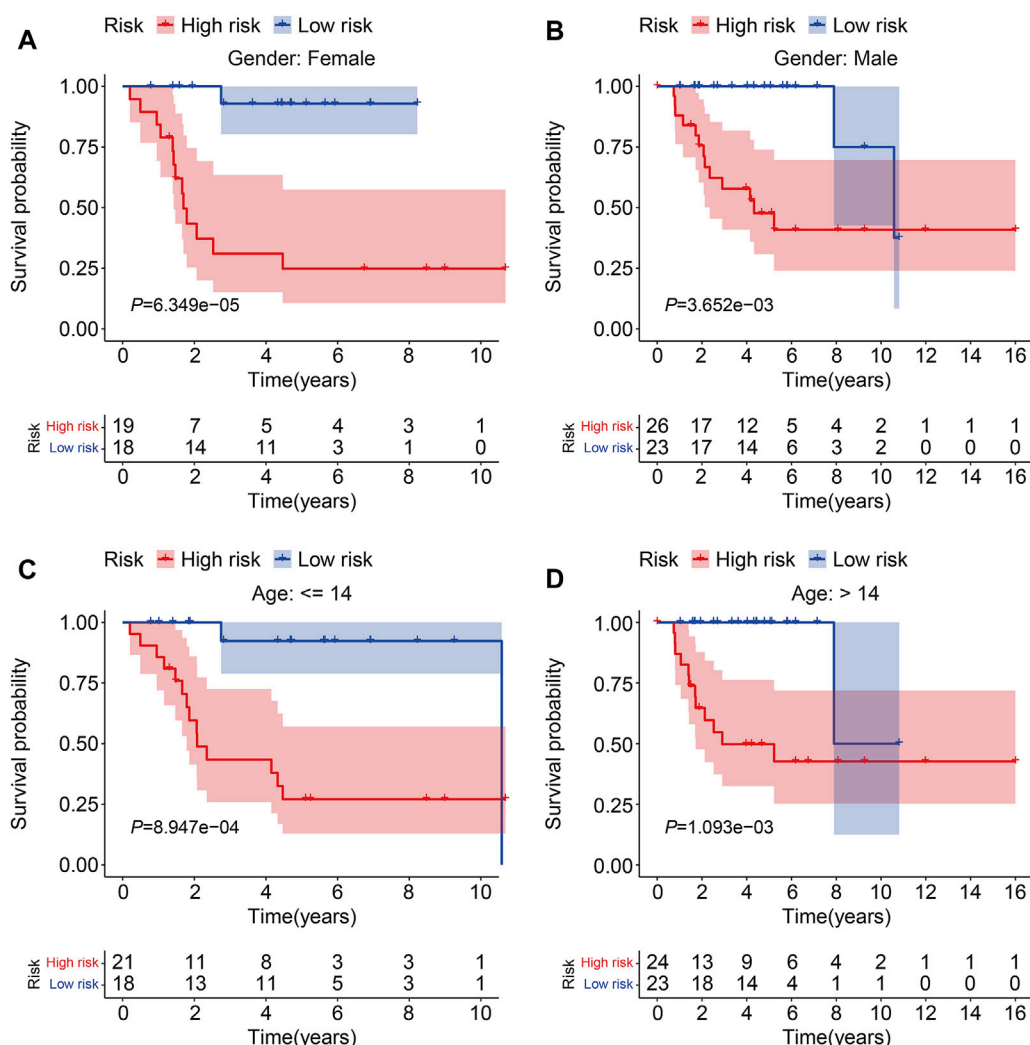 A
Risk High risk Low risk
Gender: Female
Survival probability
1.00
0.75
0.50
0.25
0.00
P=6.349e−05
0 2 4 6 8 10
Time(years)
Risk
High risk 19 7 5 4 3 1
Low risk 18 14 11 3 1 0
0 2 4 6 8 10
Time(years)
B
Risk High risk Low risk
Gender: Male
Survival probability
1.00
0.75
0.50
0.25
0.00
P=3.652e−03
0 2 4 6 8 10 12 14 16
Time(years)
Risk
High risk 26 17 12 5 4 2 1 1 1
Low risk 23 17 14 6 3 2 0 0 0
0 2 4 6 8 10 12 14 16
Time(years)
C
Risk High risk Low risk
Age: <= 14
Survival probability
1.00
0.75
0.50
0.25
0.00
P=8.947e−04
0 2 4 6 8 10
Time(years)
Risk
High risk 21 11 8 3 3 1
Low risk 18 13 11 5 3 1
0 2 4 6 8 10
Time(years)
D
Risk High risk Low risk
Age: > 14
Survival probability
1.00
0.75
0.50
0.25
0.00
P=1.093e−03
0 2 4 6 8 10 12 14 16
Time(years)
Risk
High risk 24 13 9 6 4 2 1 1 1
Low risk 23 18 14 4 1 1 0 0 0
0 2 4 6 8 10 12 14 16
Time(years)